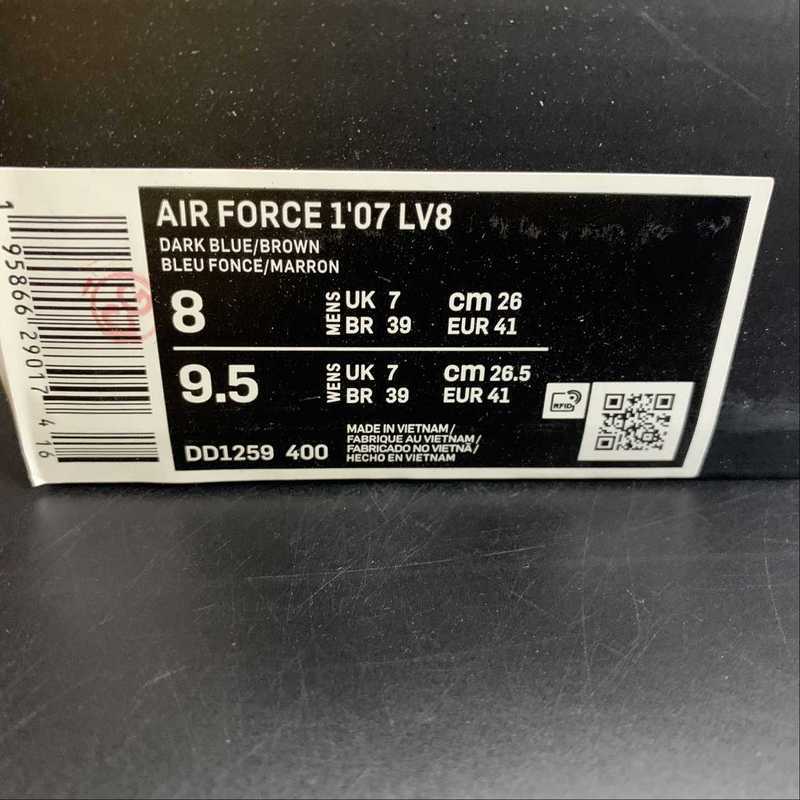 AIR FORCE 1'07 LV8
DARK BLUE/BROWN
BLEU FONCE/MARRON
8 MENS UK 7 cm 26
BR 39 EUR 41
9.5 WENS UK 7 cm 26.5
BR 39 EUR 41
RFID
DD1259 400
MADE IN VIETNAM/
FABRIQUE AU VIETNAM/
FABRICADO NO VIETNÃ/
HECHO EN VIETNAM
1 95866 29017 416